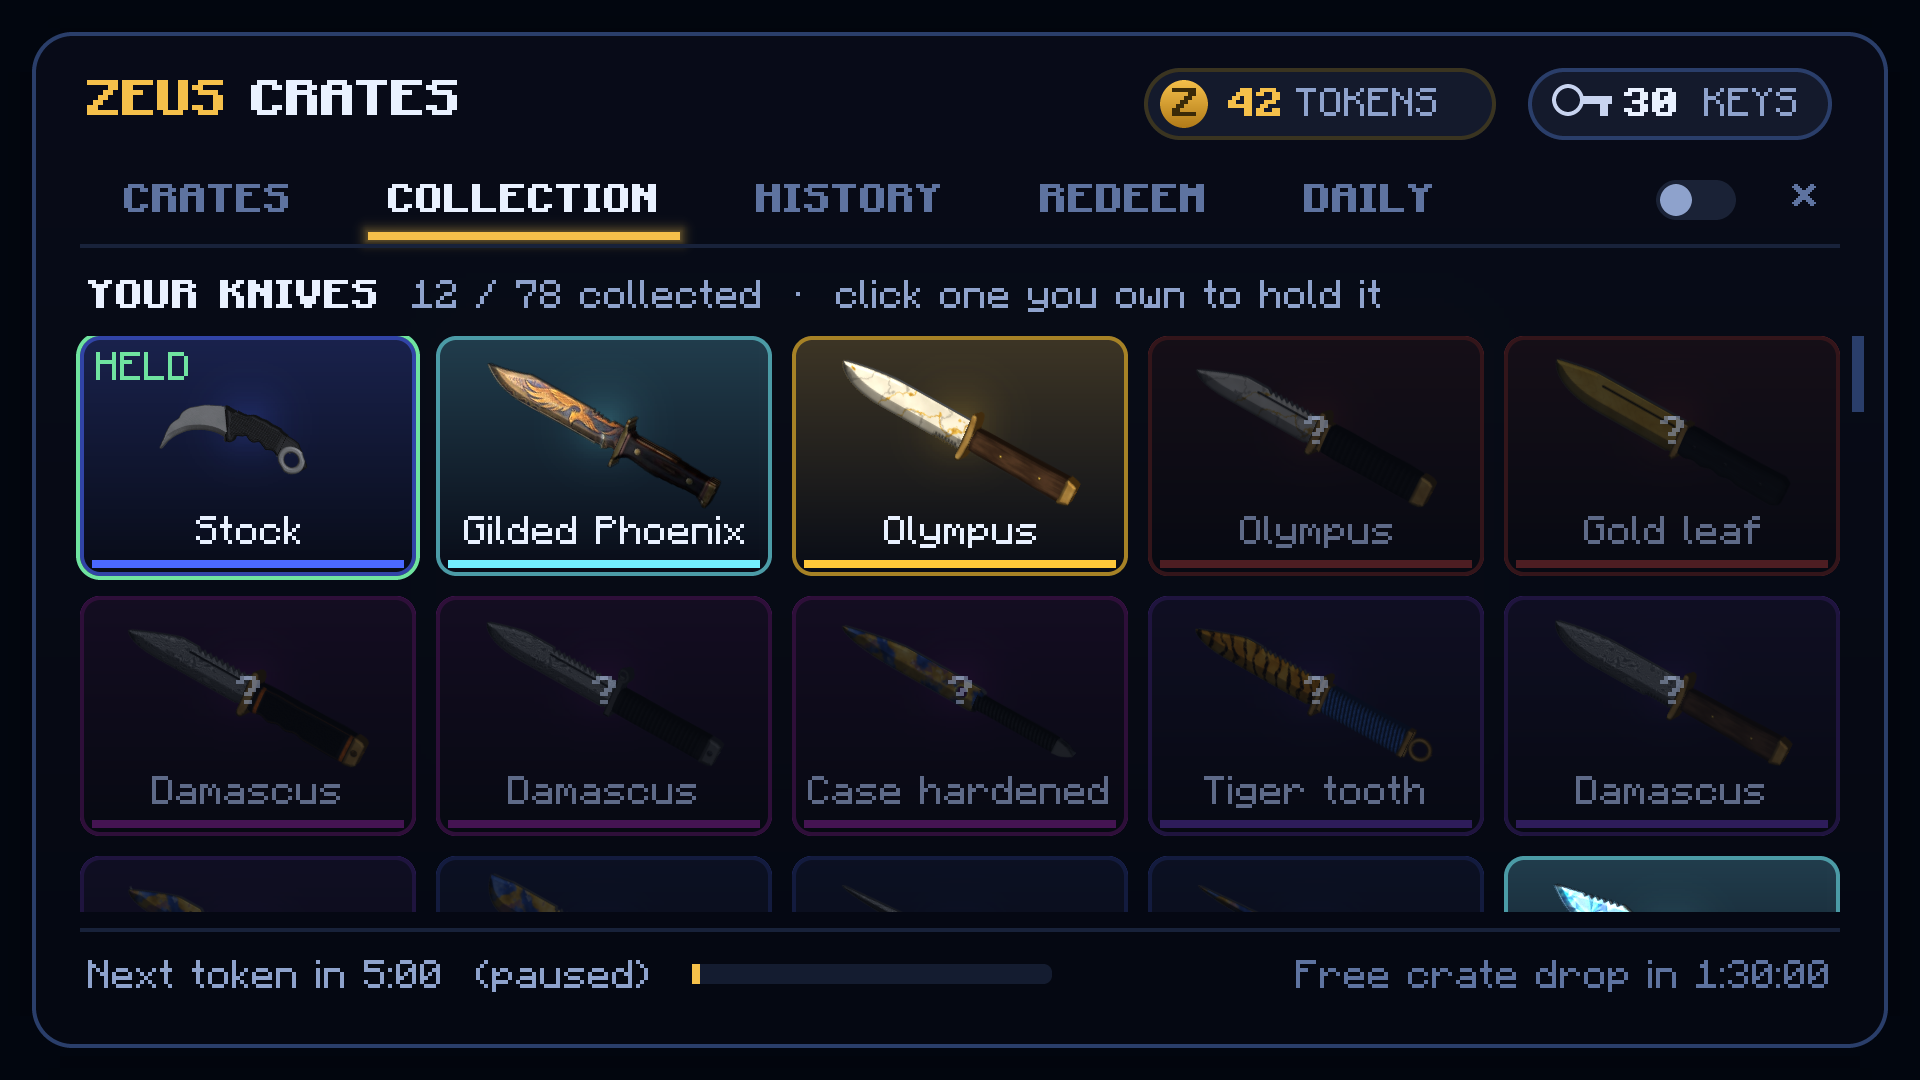 ZEUS CRATES
Z 42 TOKENS
30 KEYS
CRATES COLLECTION HISTORY REDEEM DAILY ×
YOUR KNIVES 12 / 78 collected · click one you own to hold it
HELD
? ?
Stock Gilded Phoenix Olympus Olympus Gold leaf
? ? ? ? ?
Damascus Damascus Case hardened Tiger tooth Damascus
Next token in 5:00 (paused)
Free crate drop in 1:30:00